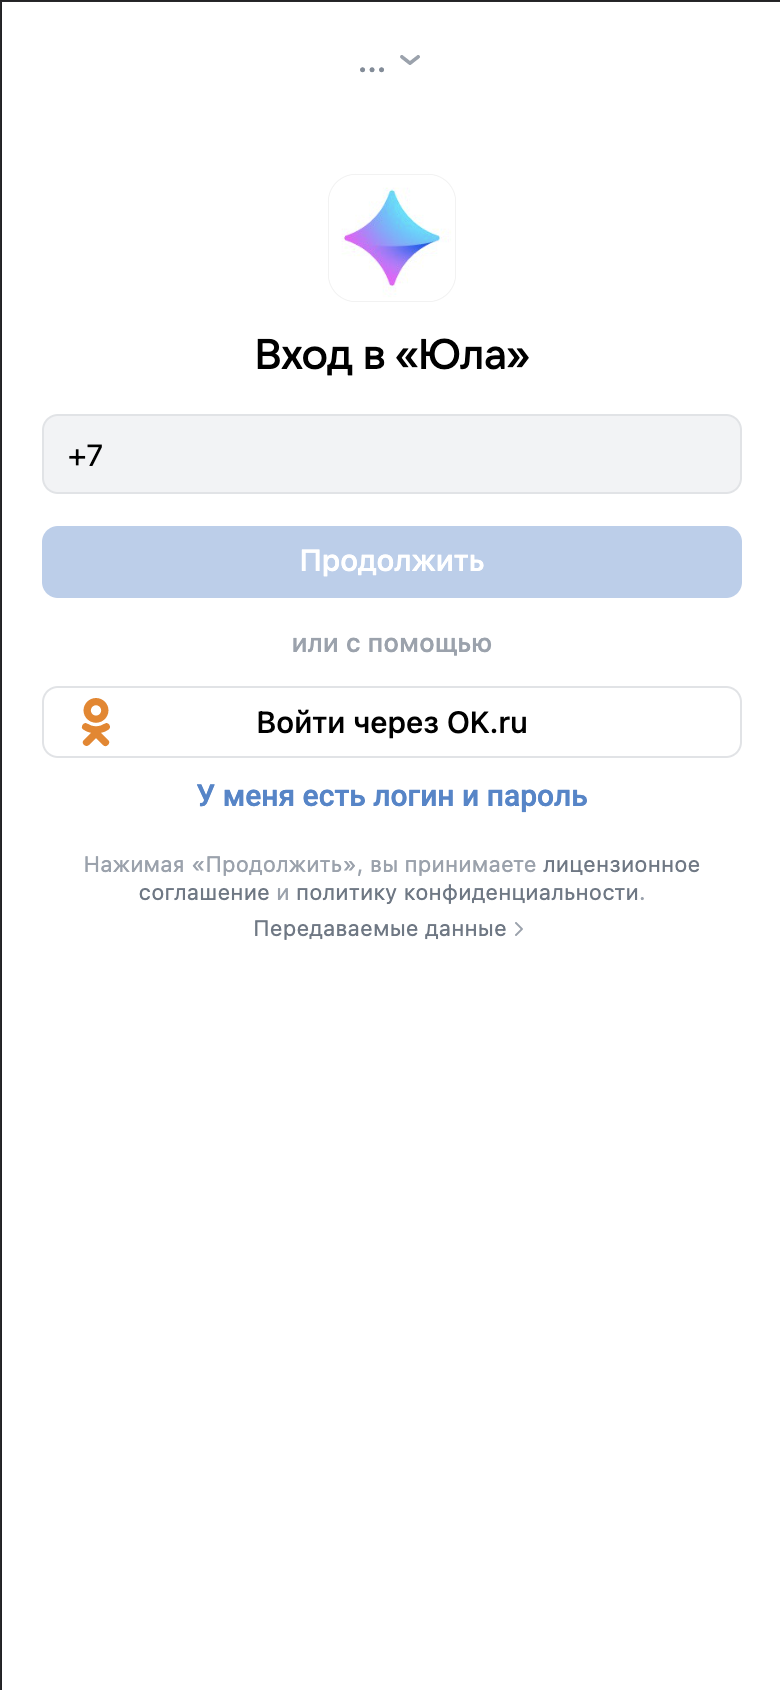 ...
Вход в «Юла»
+7
Продолжить
или с помощью
Войти через OK.ru
У меня есть логин и пароль
Нажимая «Продолжить», вы принимаете лицензионное
соглашение и политику конфиденциальности.
Передаваемые данные